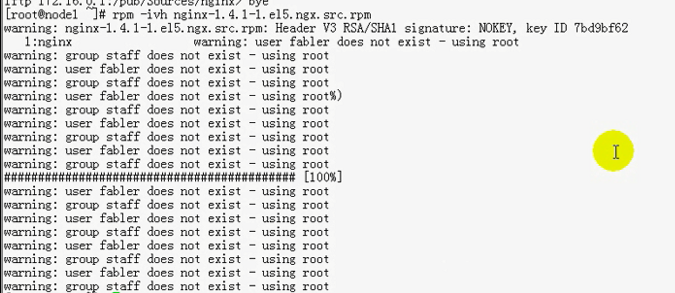 lftp 172.16.0.1:/pub/Sources/nginx> bye
[root@node1 ~]# rpm -ivh nginx-1.4.1-1.el5.ngx.src.rpm
warning: nginx-1.4.1-1.el5.ngx.src.rpm: Header V3 RSA/SHA1 signature: NOKEY, key ID 7bd9bf62
1:nginx warning: user fabler does not exist - using root
warning: group staff does not exist - using root
warning: user fabler does not exist - using root
warning: group staff does not exist - using root
warning: user fabler does not exist - using root%)
warning: group staff does not exist - using root
warning: user fabler does not exist - using root
warning: group staff does not exist - using root
warning: user fabler does not exist - using root
warning: group staff does not exist - using root
########################################### [100%]
warning: user fabler does not exist - using root
warning: group staff does not exist - using root
warning: user fabler does not exist - using root
warning: group staff does not exist - using root
warning: user fabler does not exist - using root
warning: group staff does not exist - using root
warning: user fabler does not exist - using root
warning: group staff does not exist - using root